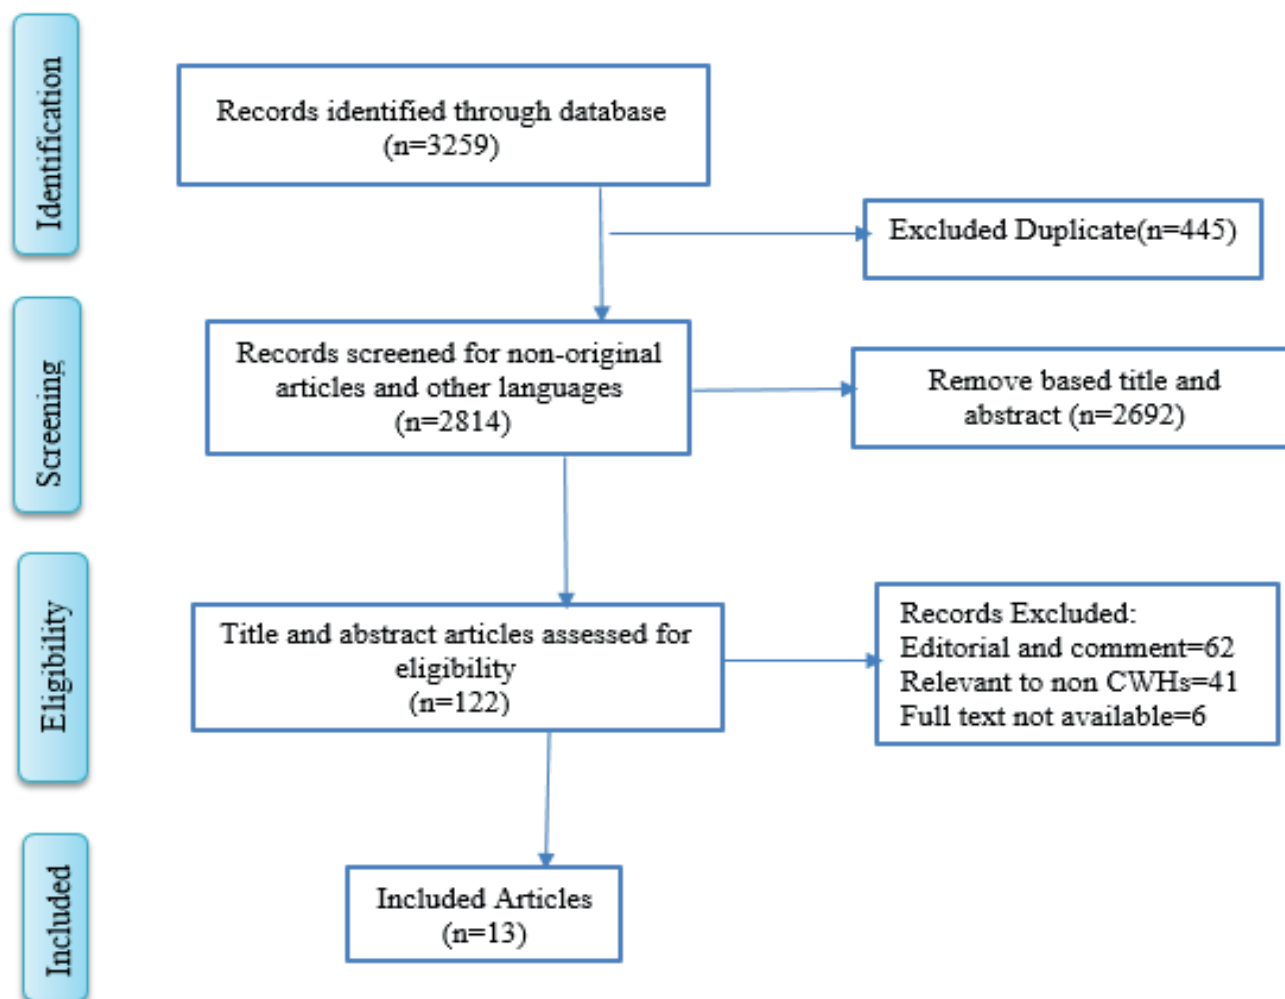 Identification
Records identified through database
(n=3259)
Excluded Duplicate(n=445)
Screening
Records screened for non-original
articles and other languages
(n=2814)
Remove based title and
abstract (n=2692)
Eligibility
Title and abstract articles assessed for
eligibility
(n=122)
Records Excluded:
Editorial and comment=62
Relevant to non CWHs=41
Full text not available=6
Included
Included Articles
(n=13)